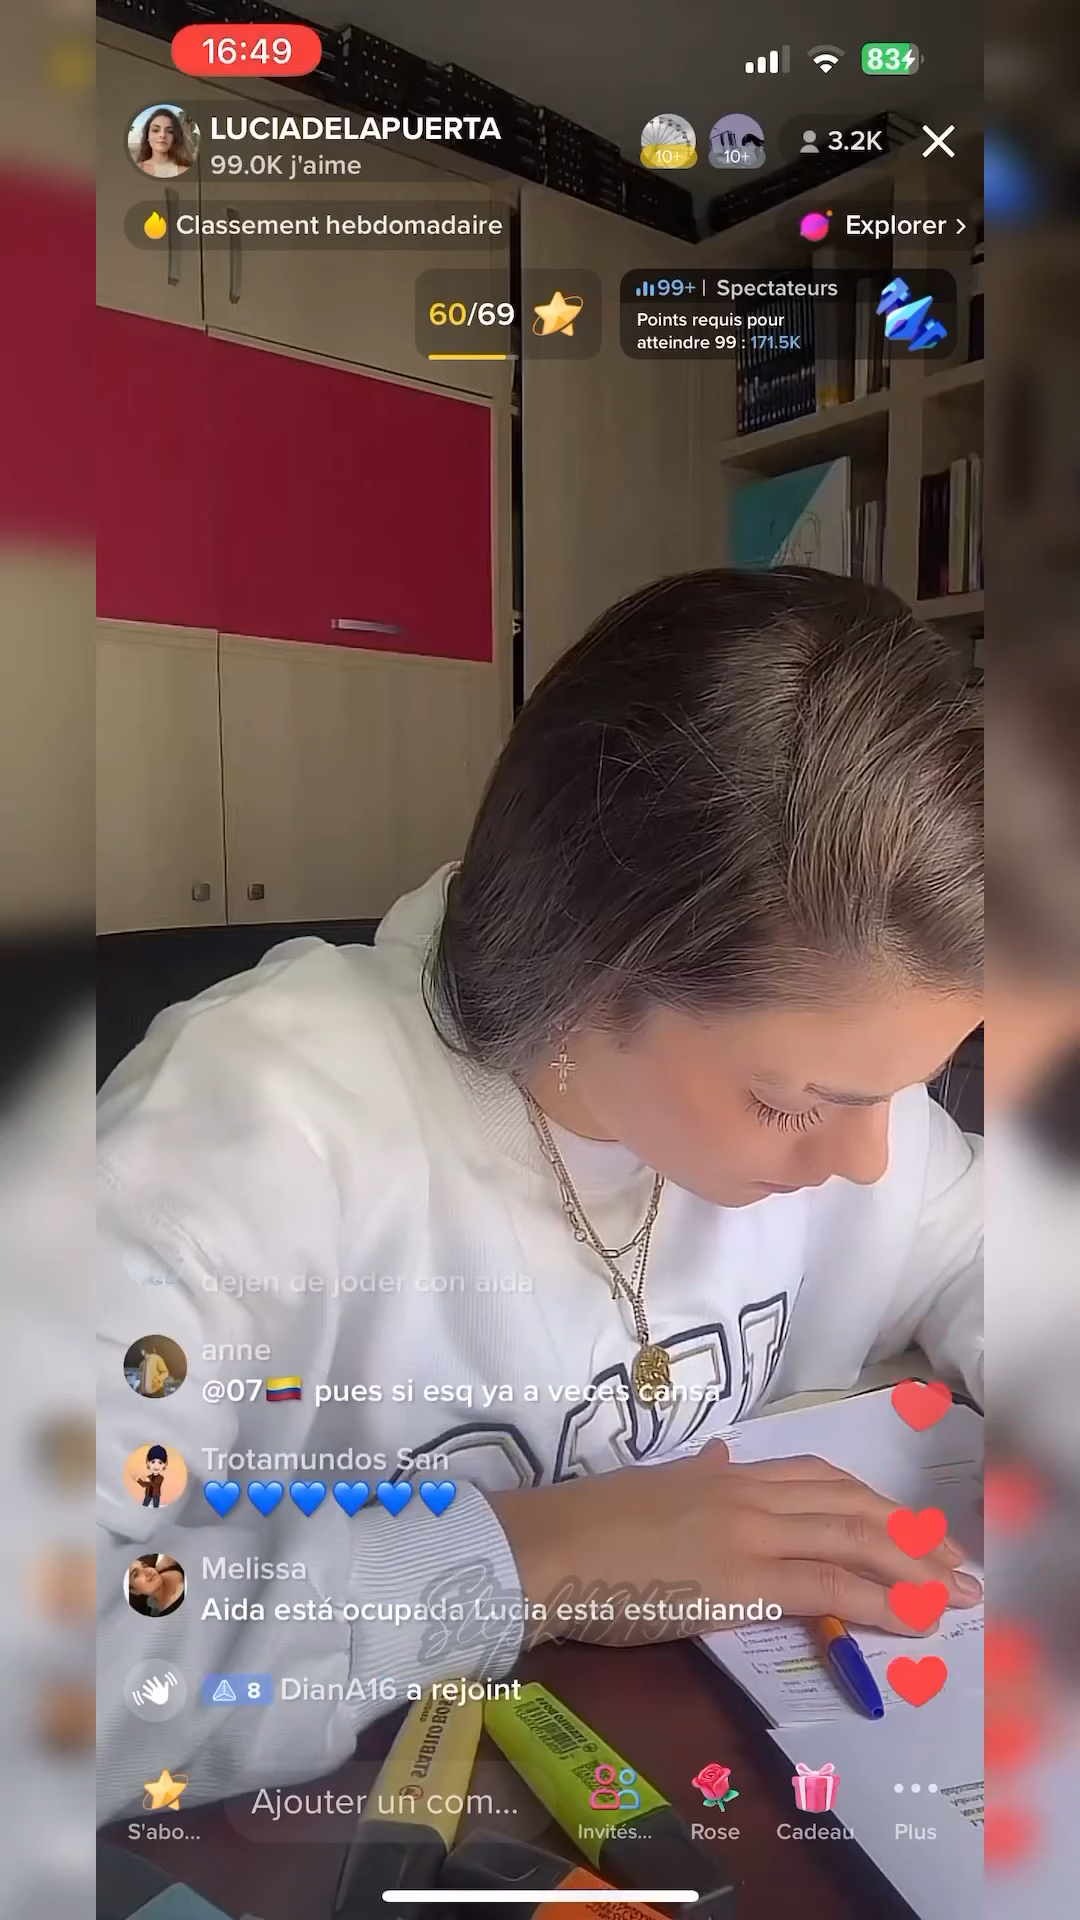 16:49
83
LUCIADELAPUERTA
99.0K j'aime
10+
10+
3.2K
Classement hebdomadaire
Explorer >
60/69
99+ | Spectateurs
Points requis pour
atteindre 99 : 171.5K
dejen de joder con aida
anne
@07🇨🇴 pues si esq ya a veces cansa
Trotamundos San
💙💙💙💙💙💙
Melissa
Aida está ocupada Lucia está estudiando
8 DianA16 a rejoint
STABILO BOSS
Ajouter un com...
S'abo...
Invités...
Rose
Cadeau
Plus